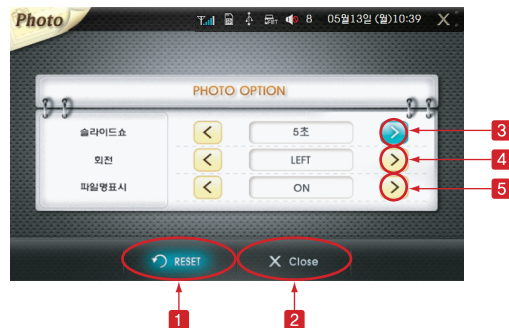 Photo 8 05월13일 (월)10:39 X
PHOTO OPTION
슬라이드쇼 < 5초 > 3
회전 < LEFT > 4
파일명표시 < ON > 5
RESET X Close
1 2